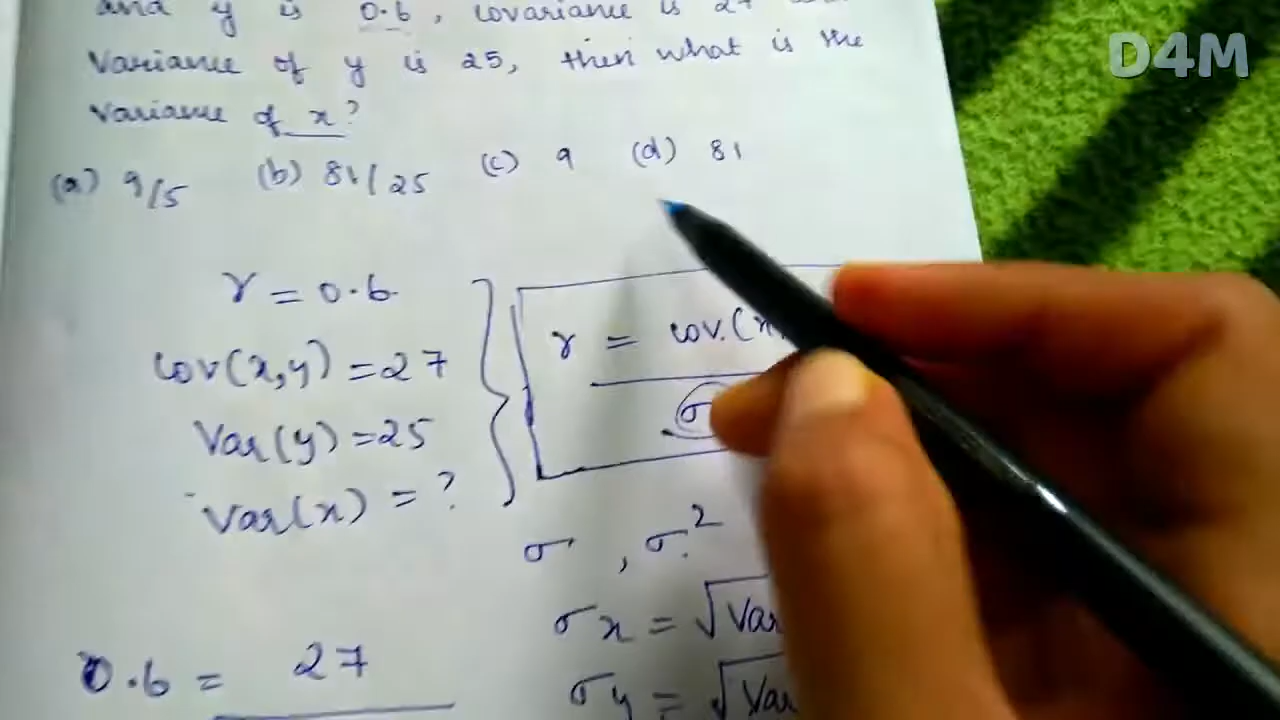 and y is 0.6, covariance is 27
Variance of y is 25, then what is the
Variance of x?
(a) 9/5 (b) 81/25 (c) 9 (d) 81
r = 0.6
Cov(x,y) = 27
Var(y) = 25
Var(x) = ?
r = cov.(x
σ
σ, σ²
σx = √Var
σy = √Var
0.6 = 27
D4M